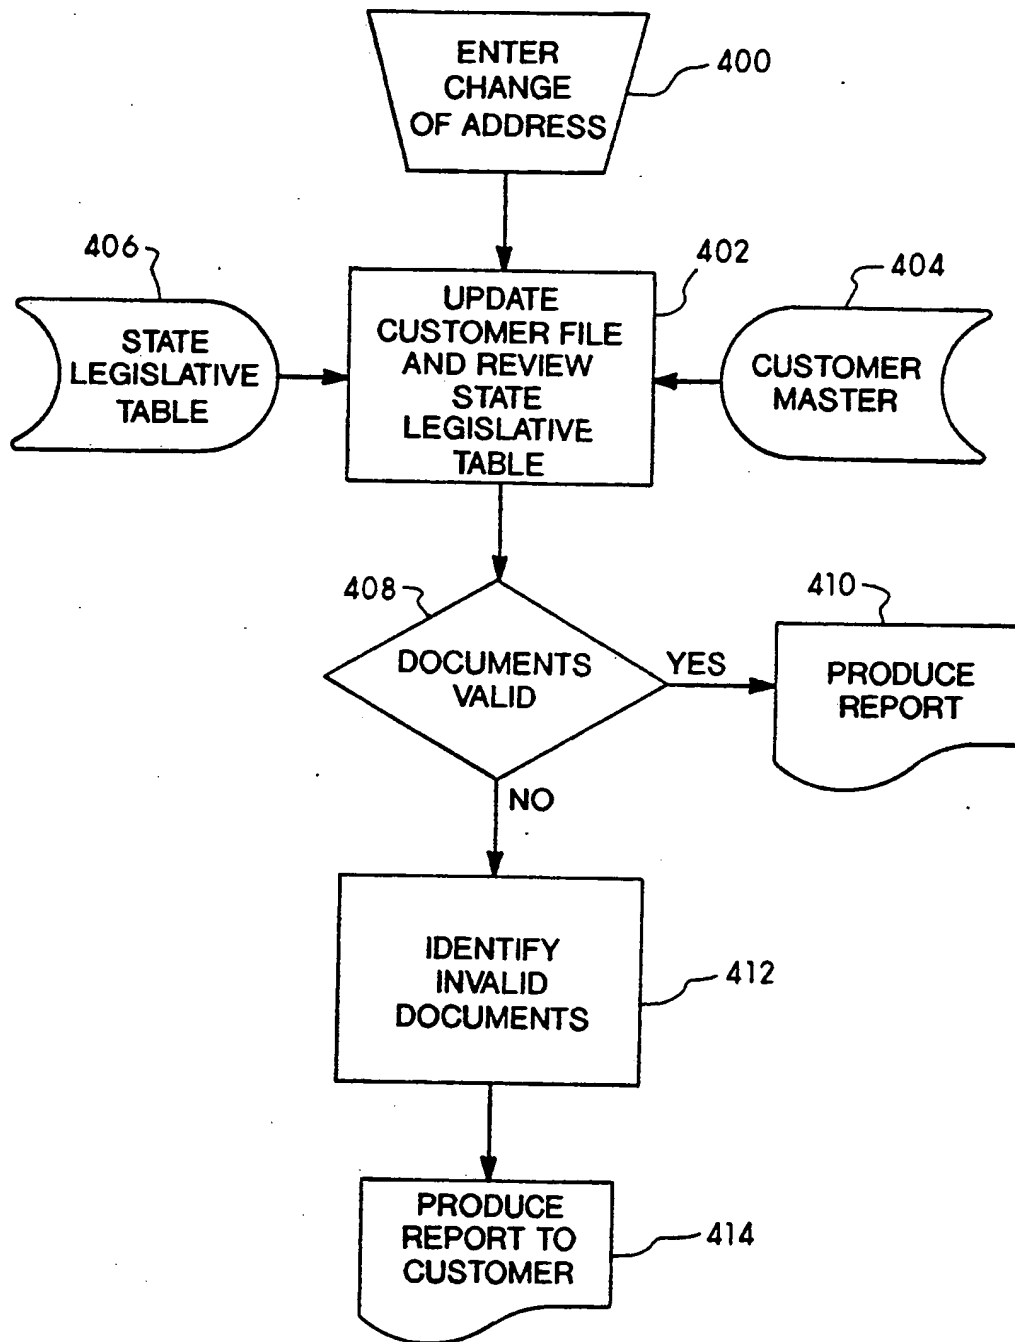 ENTER
CHANGE
OF ADDRESS
400
406
STATE
LEGISLATIVE
TABLE
402
UPDATE
CUSTOMER FILE
AND REVIEW
STATE
LEGISLATIVE
TABLE
404
CUSTOMER
MASTER
408
DOCUMENTS
VALID
YES
410
PRODUCE
REPORT
NO
IDENTIFY
INVALID
DOCUMENTS
412
PRODUCE
REPORT TO
CUSTOMER
414